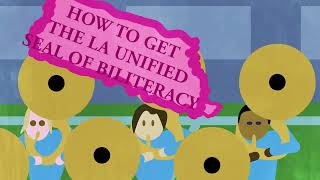 HOW TO GET
THE LA UNIFIED
SEAL OF BILITERACY